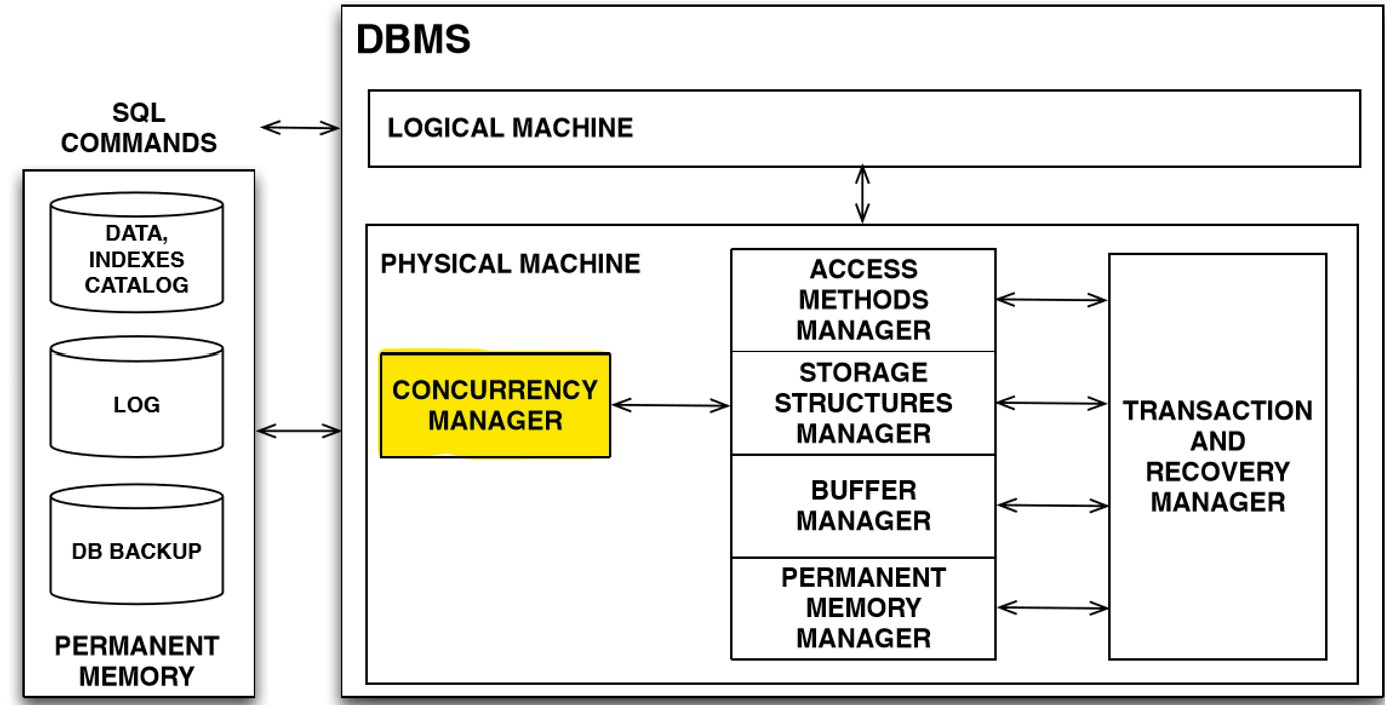 DBMS
SQL
COMMANDS
LOGICAL MACHINE
DATA,
INDEXES
CATALOG
LOG
DB BACKUP
PERMANENT
MEMORY
PHYSICAL MACHINE
CONCURRENCY
MANAGER
ACCESS
METHODS
MANAGER
STORAGE
STRUCTURES
MANAGER
BUFFER
MANAGER
PERMANENT
MEMORY
MANAGER
TRANSACTION
AND
RECOVERY
MANAGER